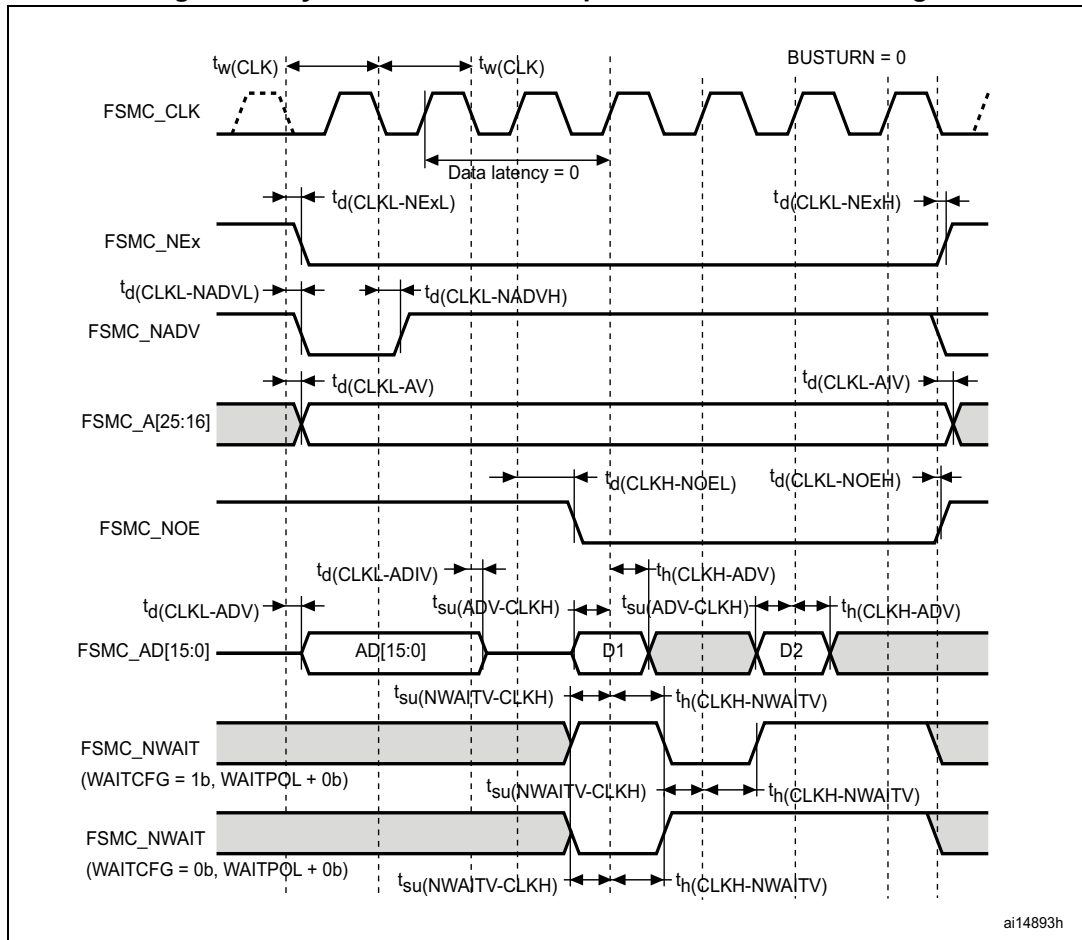 tw(CLK) tw(CLK) BUSTURN = 0
FSMC_CLK
Data latency = 0
td(CLKL-NExL) td(CLKL-NExH)
FSMC_NEx
td(CLKL-NADVL) td(CLKL-NADVH)
FSMC_NADV
td(CLKL-AV) td(CLKL-AIV)
FSMC_A[25:16]
td(CLKH-NOEL) td(CLKL-NOEH)
FSMC_NOE
td(CLKL-ADIV) th(CLKH-ADV)
td(CLKL-ADV) tsu(ADV-CLKH) tsu(ADV-CLKH) th(CLKH-ADV)
FSMC_AD[15:0] AD[15:0] D1 D2
tsu(NWAITV-CLKH) th(CLKH-NWAITV)
FSMC_NWAIT
(WAITCFG = 1b, WAITPOL + 0b)
tsu(NWAITV-CLKH) th(CLKH-NWAITV)
FSMC_NWAIT
(WAITCFG = 0b, WAITPOL + 0b)
tsu(NWAITV-CLKH) th(CLKH-NWAITV)
ai14893h